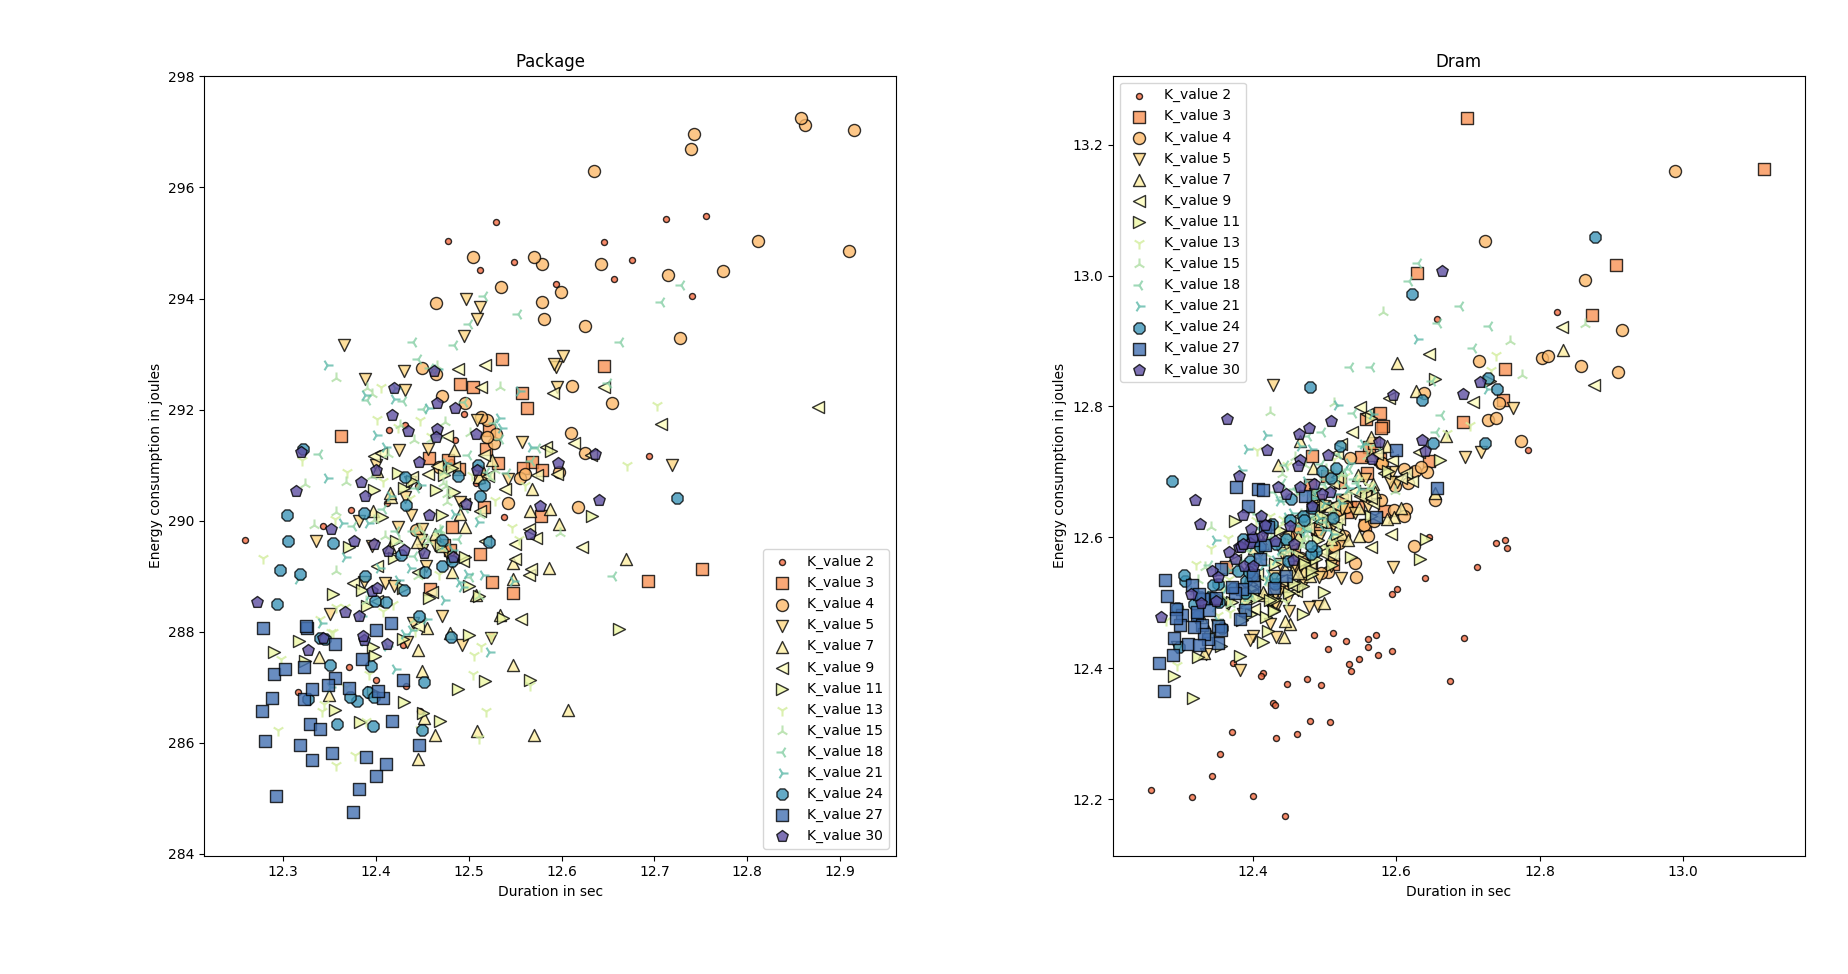 Package
298
296
294
292
290
288
286
284
Energy consumption in joules
12.3 12.4 12.5 12.6 12.7 12.8 12.9
Duration in sec
K_value 2
K_value 3
K_value 4
K_value 5
K_value 7
K_value 9
K_value 11
K_value 13
K_value 15
K_value 18
K_value 21
K_value 24
K_value 27
K_value 30
Dram
13.2
13.0
12.8
12.6
12.4
12.2
Energy consumption in joules
12.4 12.6 12.8 13.0
Duration in sec
K_value 2
K_value 3
K_value 4
K_value 5
K_value 7
K_value 9
K_value 11
K_value 13
K_value 15
K_value 18
K_value 21
K_value 24
K_value 27
K_value 30